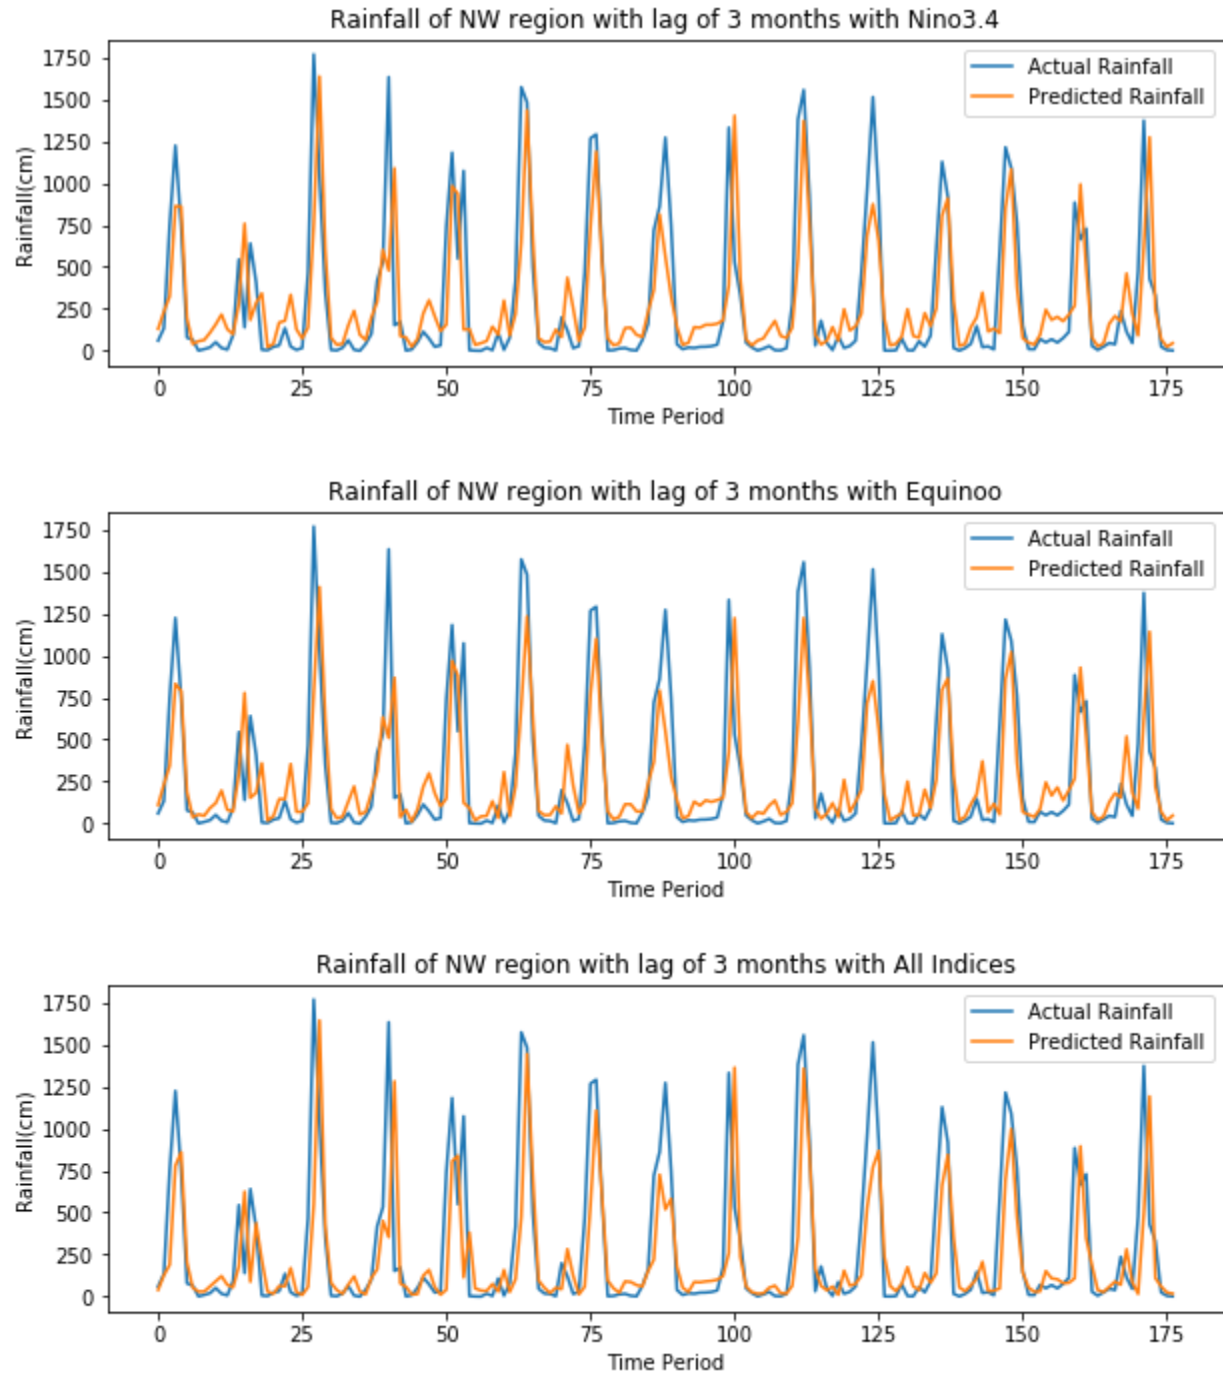 Rainfall of NW region with lag of 3 months with Nino3.4
1750
1500
1250
1000
750
500
250
0
Rainfall(cm)
Actual Rainfall
Predicted Rainfall
0 25 50 75 100 125 150 175
Time Period
Rainfall of NW region with lag of 3 months with Equinoo
1750
1500
1250
1000
750
500
250
0
Rainfall(cm)
Actual Rainfall
Predicted Rainfall
0 25 50 75 100 125 150 175
Time Period
Rainfall of NW region with lag of 3 months with All Indices
1750
1500
1250
1000
750
500
250
0
Rainfall(cm)
Actual Rainfall
Predicted Rainfall
0 25 50 75 100 125 150 175
Time Period